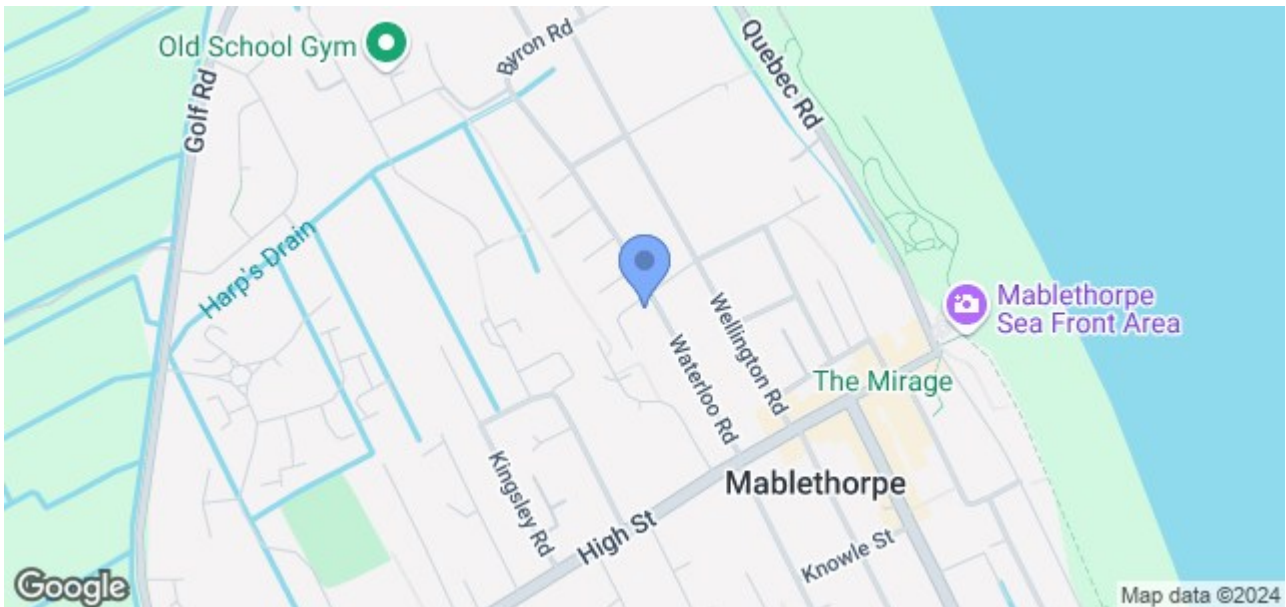 Old School Gym
Byron Rd
Quebec Rd
Golf Rd
Harp's Drain
Mablethorpe
Sea Front Area
Wellington Rd
Waterloo Rd
The Mirage
Kingsley Rd
Mablethorpe
High St
Knowle St
Google
Map data ©2024